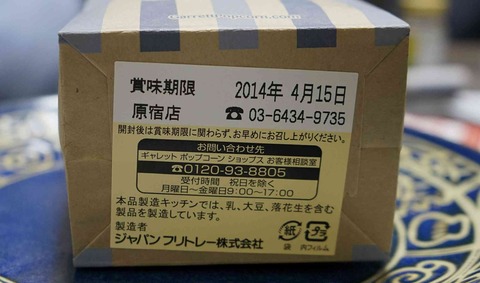 GarrettPopcorn.com
賞味期限 2014年 4月15日
原宿店 ☎03-6434-9735
開封後は賞味期限に関わらず、お早めにお召し上がりください。
お問い合わせ先
ギャレット ポップコーン ショップス お客様相談室
☎0120-93-8805
受付時間 祝日を除く
月曜日～金曜日9:00～17:00
本品製造キッチンでは、乳、大豆、落花生を含む
製品を製造しています。
製造者
ジャパン フリトレー株式会社
紙 プラ
袋 内フィルム